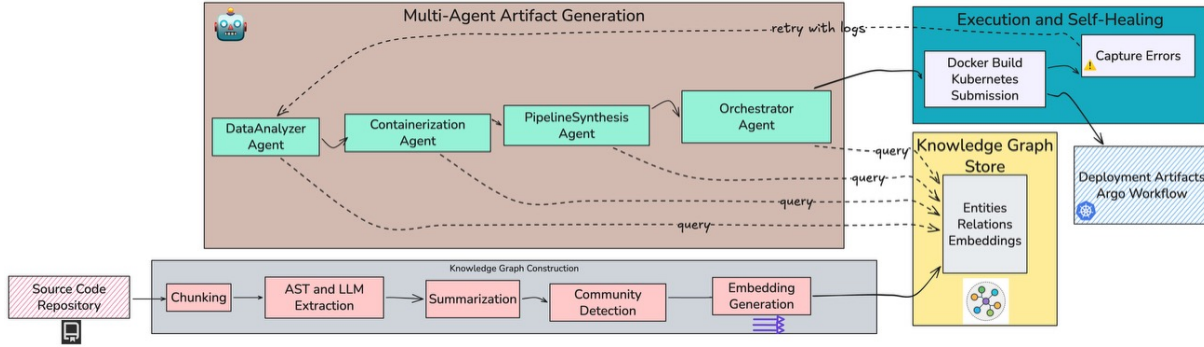 Multi-Agent Artifact Generation
retry with logs
DataAnalyzer
Agent
Containerization
Agent
PipelineSynthesis
Agent
Orchestrator
Agent
Execution and Self-Healing
Docker Build
Kubernetes
Submission
Capture Errors
query
query
query
query
Knowledge Graph
Store
Entities
Relations
Embeddings
Deployment Artifacts
Argo Workflow
Source Code
Repository
Knowledge Graph Construction
Chunking
AST and LLM
Extraction
Summarization
Community
Detection
Embedding
Generation